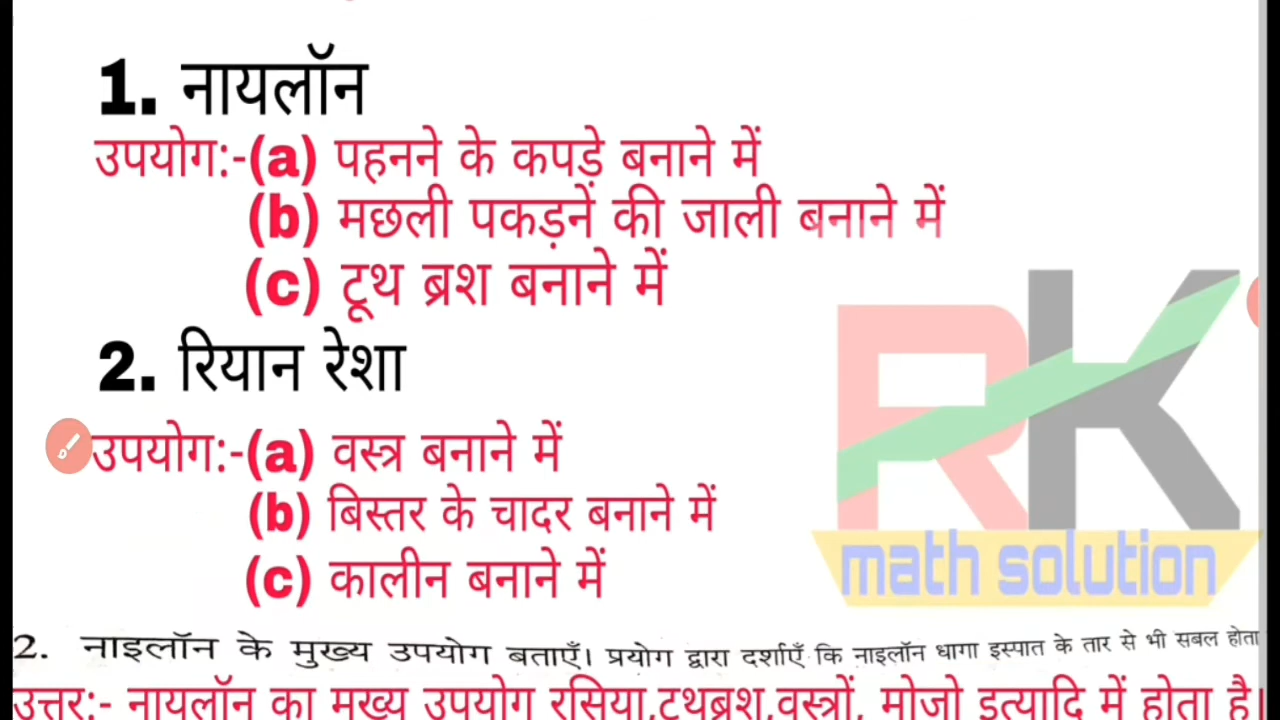 1. नायलॉन
उपयोग:-(a) पहनने के कपड़े बनाने में
(b) मछली पकड़नें की जाली बनाने में
(c) टूथ ब्रश बनाने में
2. रियान रेशा
उपयोग:-(a) वस्त्र बनाने में
(b) बिस्तर के चादर बनाने में
(c) कालीन बनाने में
RK
math solution
2. नाइलॉन के मुख्य उपयोग बताएँ। प्रयोग द्वारा दर्शाएँ कि नाइलॉन धागा इस्पात के तार से भी सबल होता
उत्तर:- नायलॉन का मुख्य उपयोग रसिया,टूथब्रश,वस्त्रों, मोजो इत्यादि में होता है।